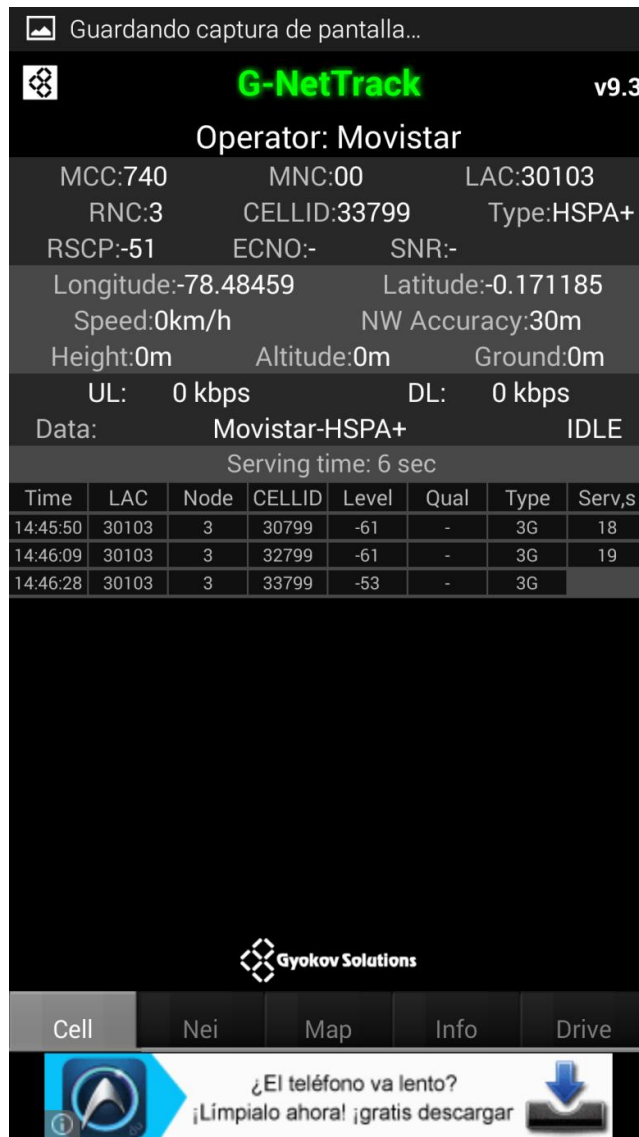 Guardando captura de pantalla...
G-NetTrack v9.3
Operator: Movistar
MCC:740 MNC:00 LAC:30103
RNC:3 CELLID:33799 Type:HSPA+
RSCP:-51 ECNO:- SNR:-
Longitude:-78.48459 Latitude:-0.171185
Speed:0km/h NW Accuracy:30m
Height:0m Altitude:0m Ground:0m
UL: 0 kbps DL: 0 kbps
Data: Movistar-HSPA+ IDLE
Serving time: 6 sec
Time LAC Node CELLID Level Qual Type Serv,s
14:45:50 30103 3 30799 -61 - 3G 18
14:46:09 30103 3 32799 -61 - 3G 19
14:46:28 30103 3 33799 -53 - 3G
Gyokov Solutions
Cell Nei Map Info Drive
¿El teléfono va lento?
¡Límpialo ahora! ¡gratis descargar